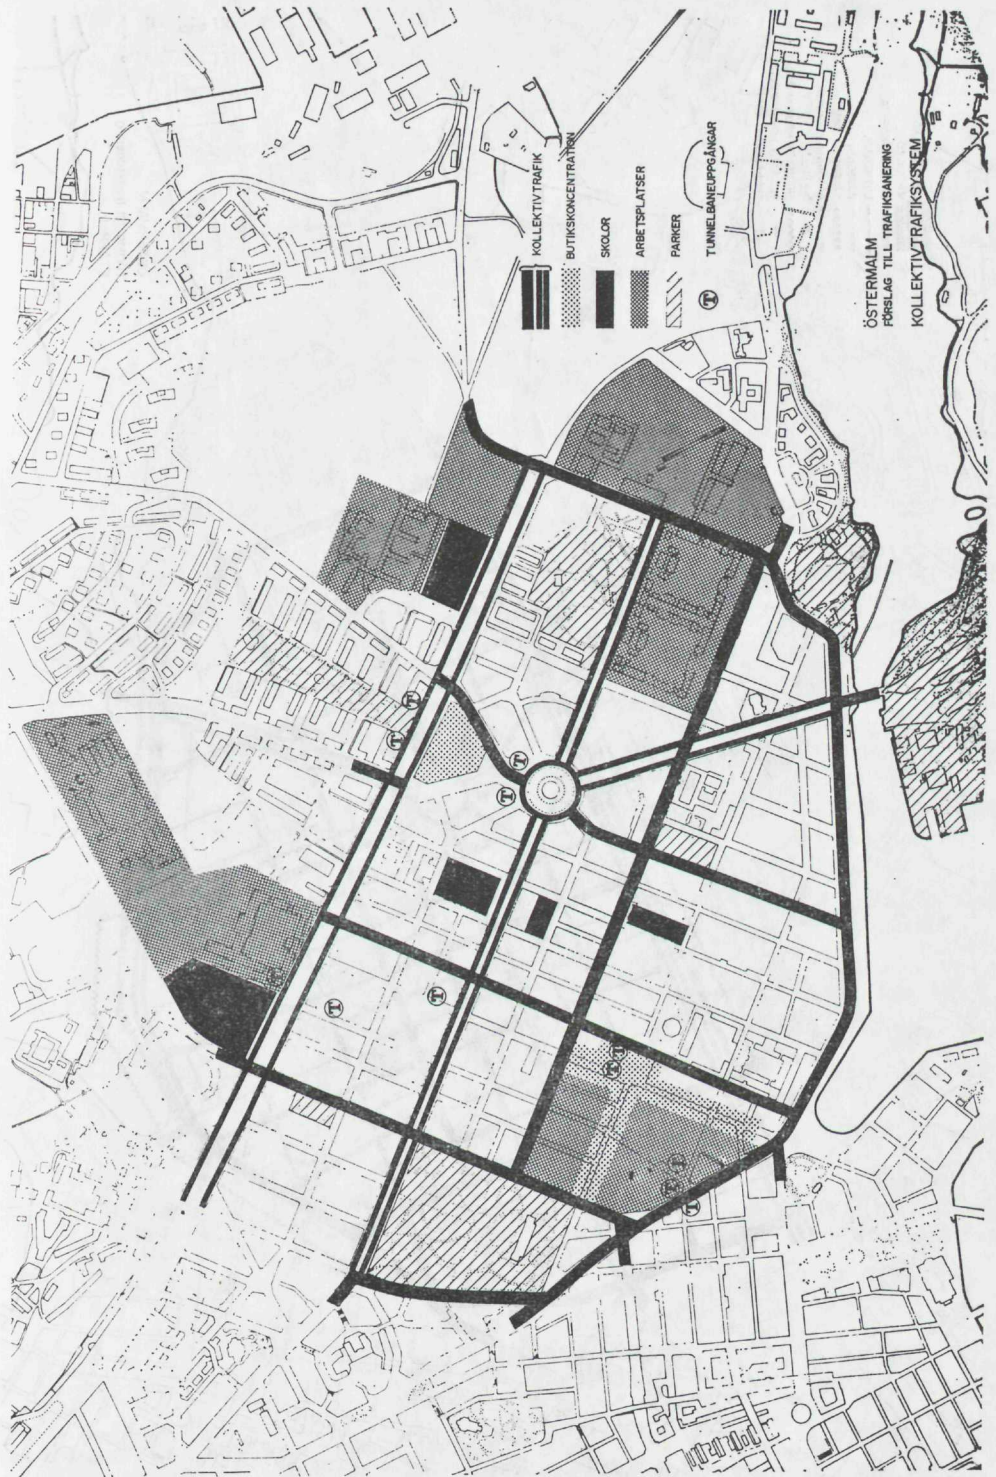 KOLLEKTIVTRAFIK
BUTIKSKONCENTRATION
SKOLOR
ARBETSPLATSER
PARKER
T TUNNELBANEUPPGÅNGAR
ÖSTERMALM
FÖRSLAG TILL TRAFIKSANERING
KOLLEKTIVTRAFIKSYSTEM
T
T
T
T
T
T
T
T
T
T
T